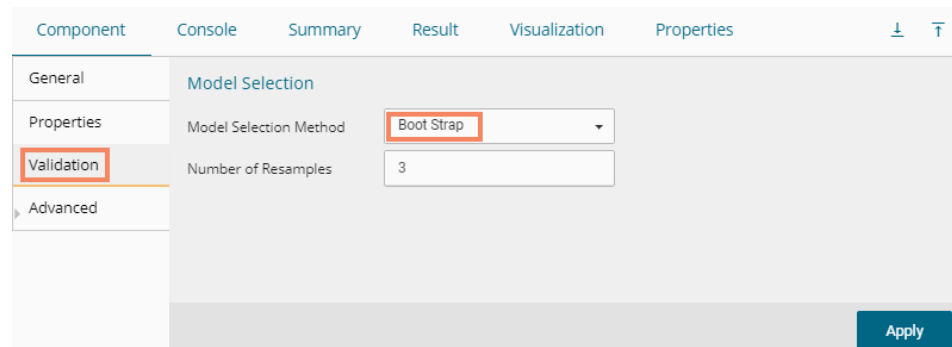 Component Console Summary Result Visualization Properties
General
Model Selection
Properties
Model Selection Method Boot Strap
Validation
Number of Resamples 3
Advanced
Apply